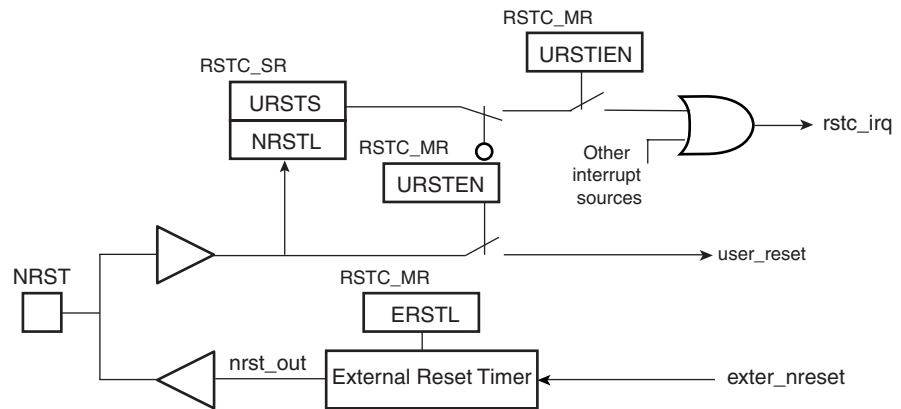 RSTC_MR
URSTIEN
RSTC_SR
URSTS
NRSTL
RSTC_MR
URSTEN
rstc_irq
Other
interrupt
sources
user_reset
NRST
RSTC_MR
ERSTL
nrst_out
External Reset Timer
exter_nreset